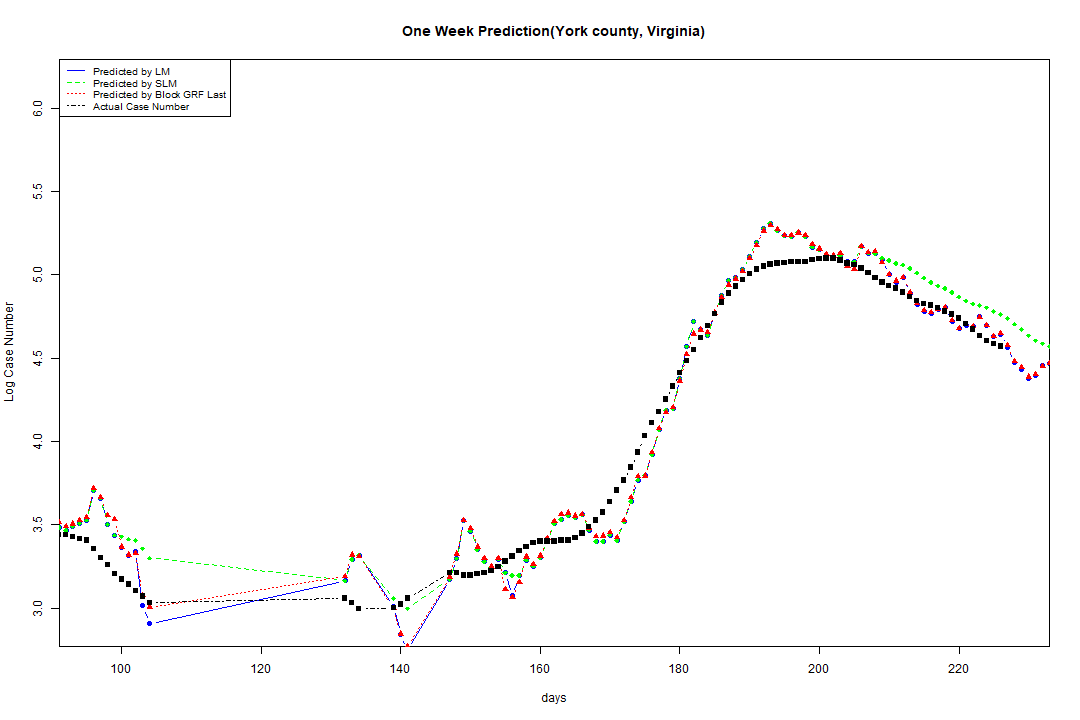 One Week Prediction(York county, Virginia)
Predicted by LM
Predicted by SLM
Predicted by Block GRF Last
Actual Case Number
6.0
5.5
5.0
4.5
4.0
3.5
3.0
Log Case Number
100 120 140 160 180 200 220
days